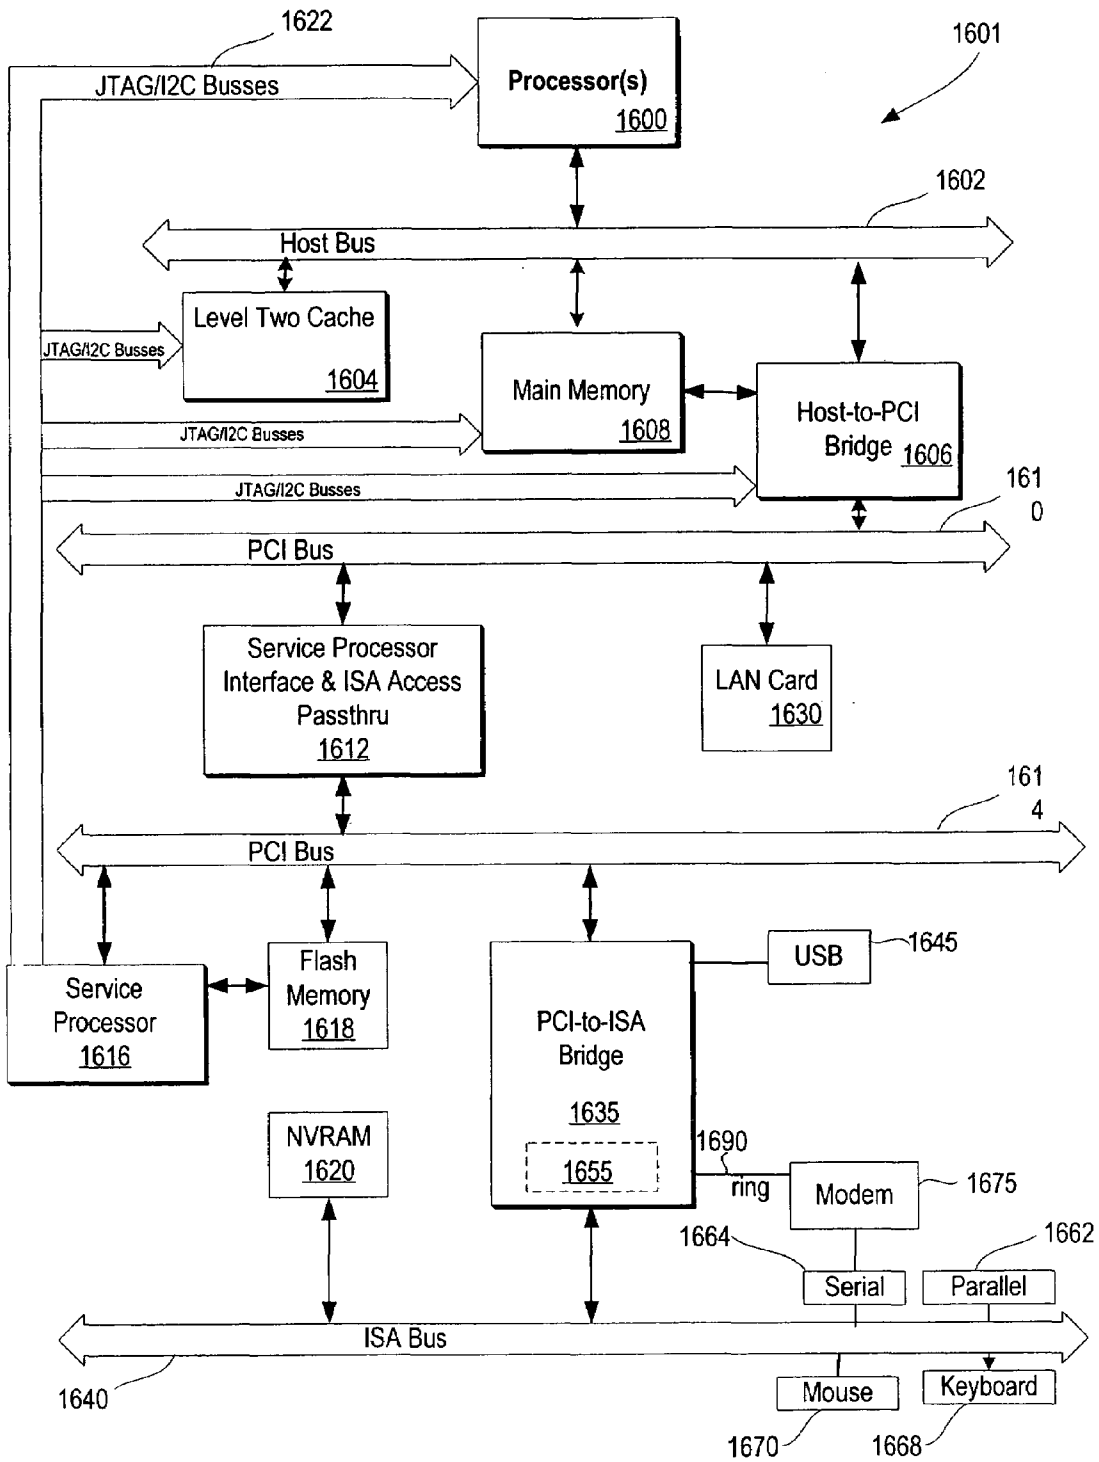 1622
1601
JTAG/I2C Busses
Processor(s)
1600
1602
Host Bus
Level Two Cache
1604
JTAG/I2C Busses
Main Memory
1608
Host-to-PCI
Bridge 1606
JTAG/I2C Busses
JTAG/I2C Busses
161
0
PCI Bus
Service Processor
Interface & ISA Access
Passthru
1612
LAN Card
1630
161
4
PCI Bus
Service
Processor
1616
Flash
Memory
1618
PCI-to-ISA
Bridge
1635
1655
USB
1645
NVRAM
1620
1690
ring
Modem
1675
1664
1662
Serial
Parallel
ISA Bus
1640
Mouse
Keyboard
1670
1668